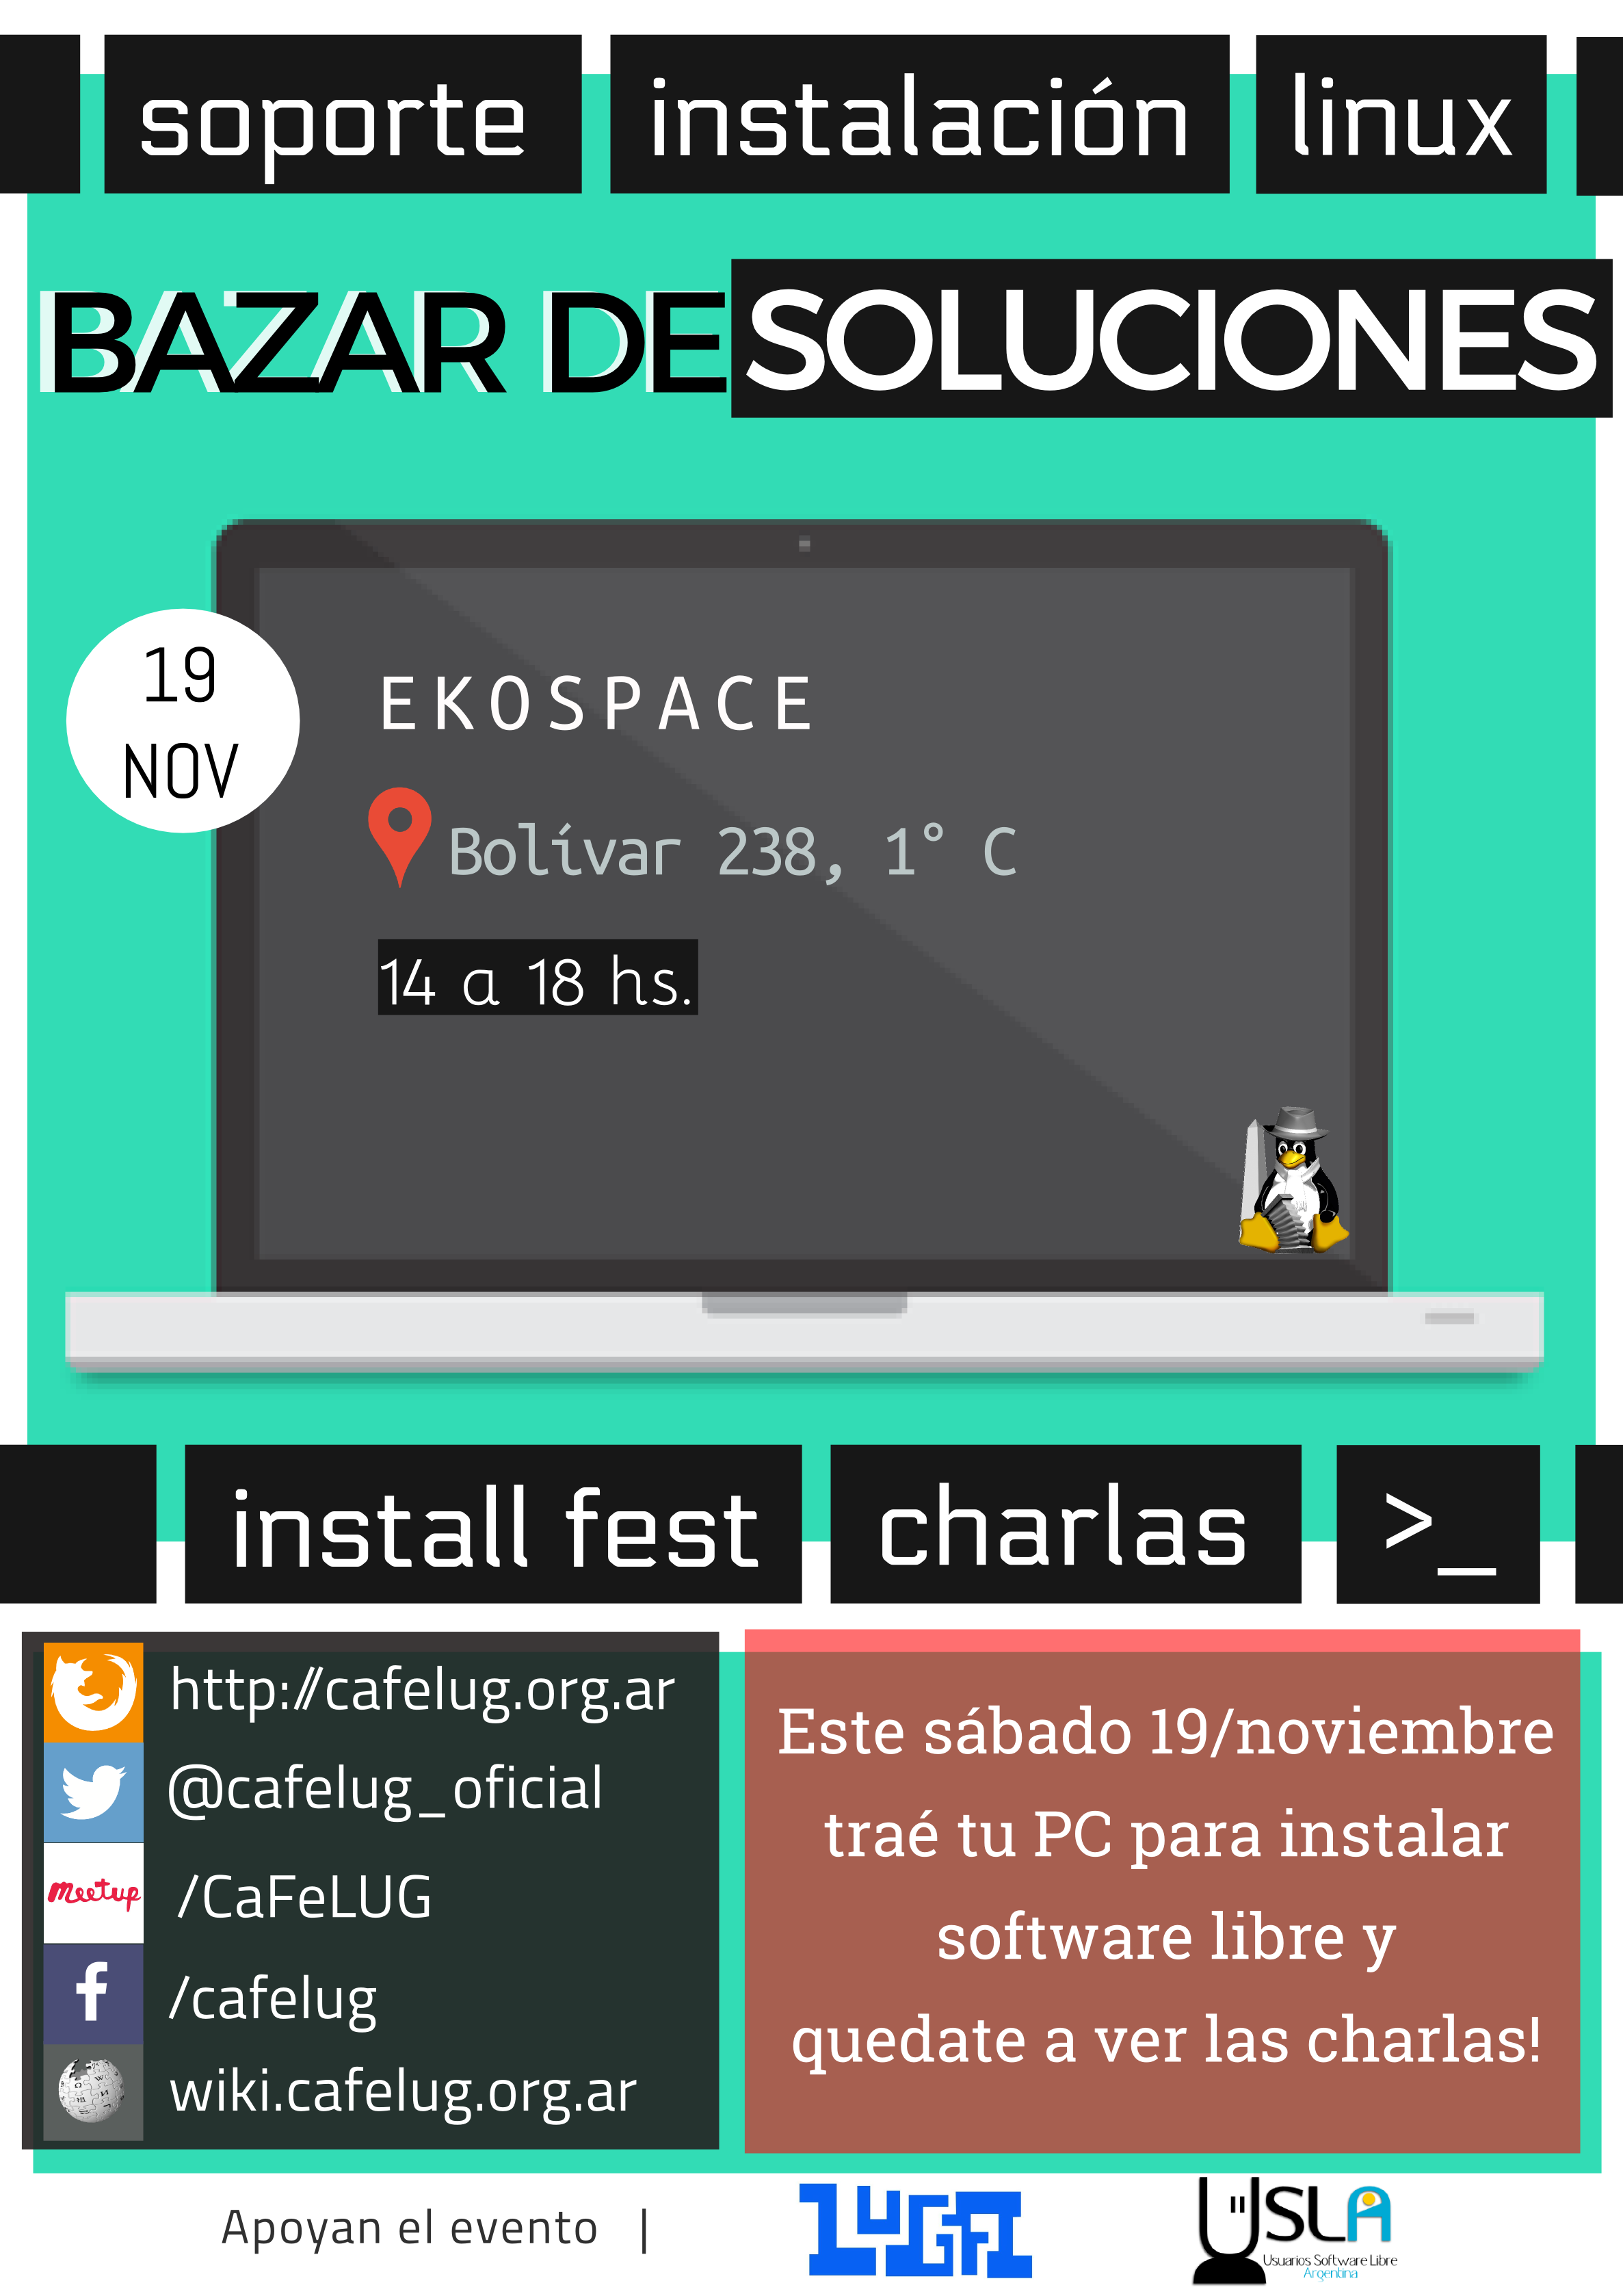 soporte instalación linux
BAZAR DE SOLUCIONES
19
NOV
EKOSPACE
Bolívar 238, 1° C
14 a 18 hs.
install fest charlas >_
http://cafelug.org.ar
@cafelug_oficial
meetup /CaFeLUG
f /cafelug
wiki.cafelug.org.ar
Este sábado 19/noviembre
traé tu PC para instalar
software libre y
quedate a ver las charlas!
Apoyan el evento |
LUGFI
USLA
Usuarios Software Libre
Argentina